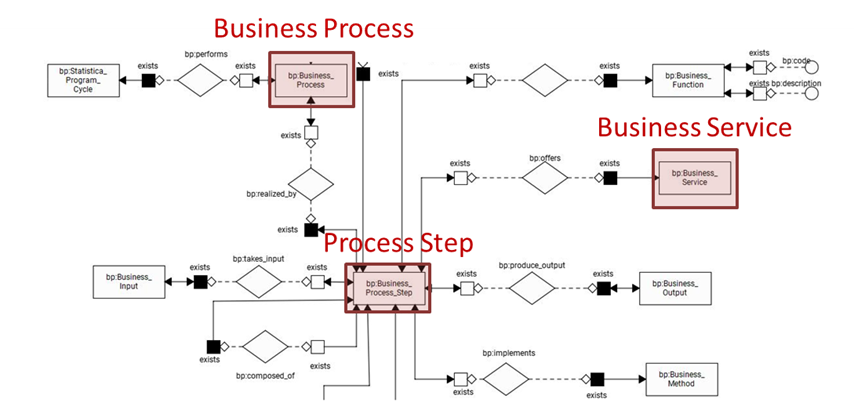 Business Process
bp:performs
exists
exists
exists
exists
bp:code
bp:Statistica_
Program_
Cycle
bp:Business_
Process
exists
bp:Business_
Function
exists bp:description
exists
Business Service
exists
bp:offers
exists
bp:Business_
Service
bp:realized_by
exists
Process Step
exists
bp:takes_input
exists
exists
bp:produce_output
exists
bp:Business_
Input
bp:Business_
Process_Step
bp:Business_
Output
exists
bp:composed_of
exists
bp:implements
exists
exists
bp:Business_
Method